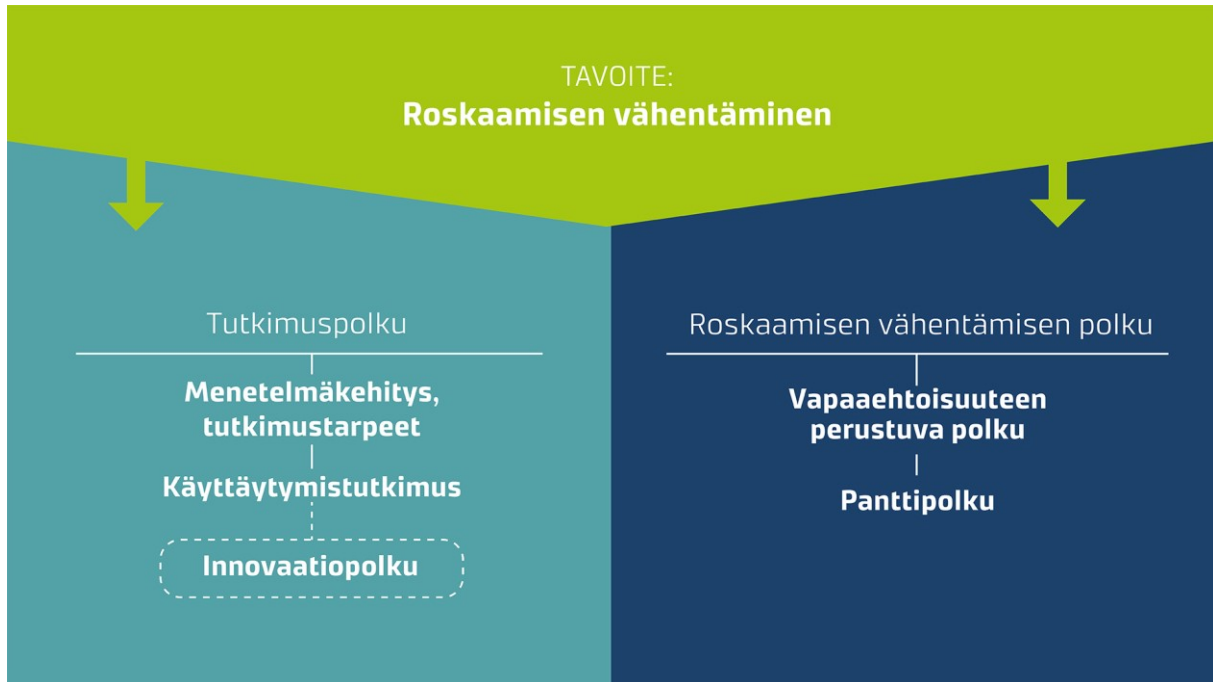 TAVOITE:
Roskaamisen vähentäminen
Tutkimuspolku
Menetelmäkehitys,
tutkimustarpeet
Käyttäytymistutkimus
Innovaatiopolku
Roskaamisen vähentämisen polku
Vapaaehtoisuuteen
perustuva polku
Panttipolku